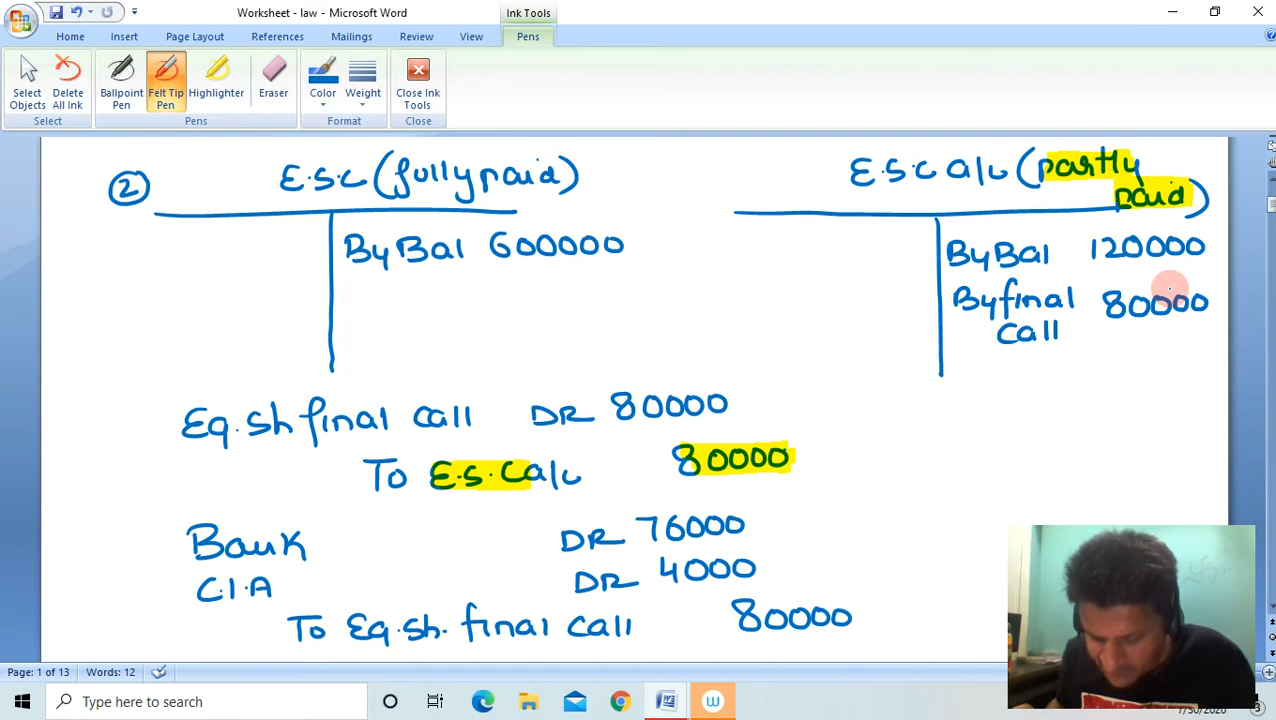 Worksheet - law - Microsoft Word
Ink Tools
Home Insert Page Layout References Mailings Review View Pens
Select Objects
Delete All Ink
Ballpoint Pen
Felt Tip Pen
Highlighter
Eraser
Color
Weight
Close Ink Tools
Select
Pens
Format
Close
2
E.S.C (fully paid)
E.S.C A/c (partly paid)
By Bal 600000
By Bal 120000
By final call 80000
Eq. Sh final call DR 80000
To E.S.C a/c 80000
Bank DR 76000
C.I.A DR 4000
To Eq.sh. final call 80000
Page: 1 of 13
Words: 12
Type here to search
W
7/30/2020
3